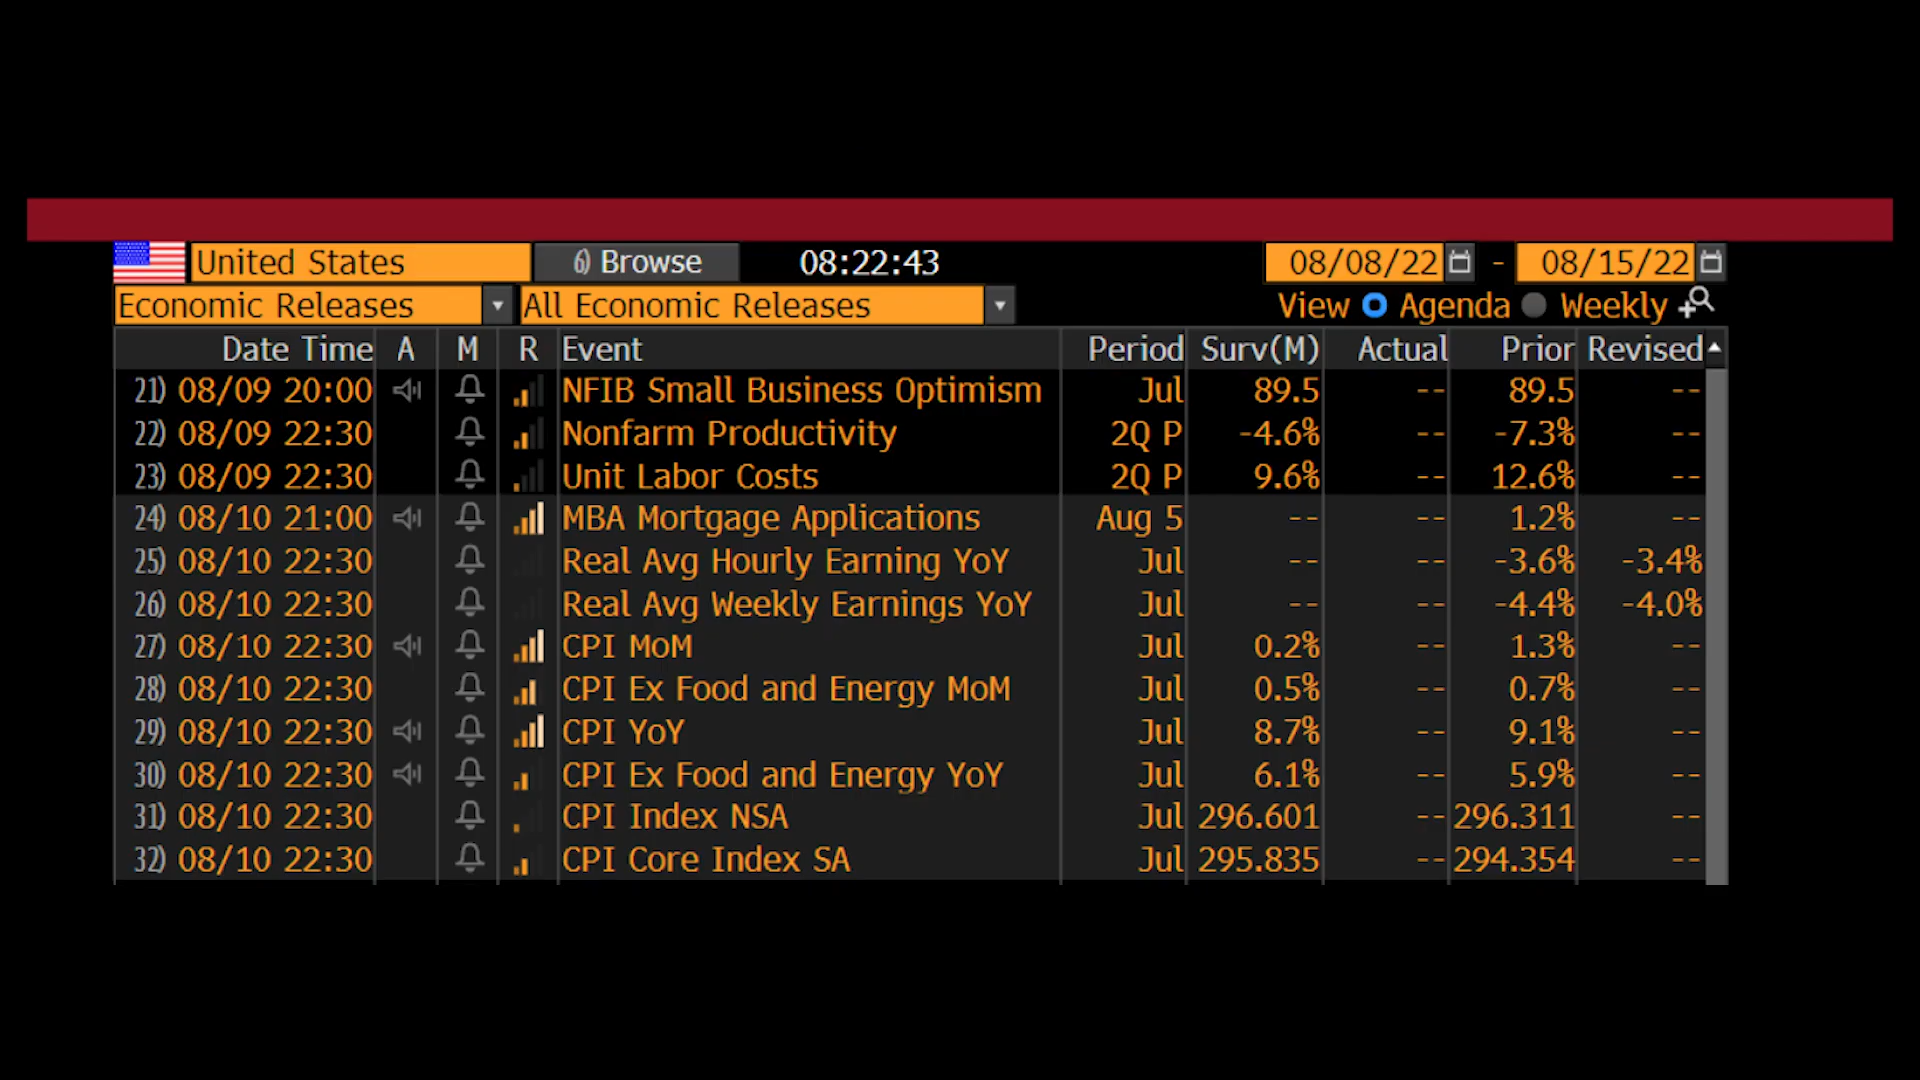 United States 6) Browse 08:22:43 08/08/22 - 08/15/22
Economic Releases All Economic Releases View Agenda Weekly
Date Time A M R Event Period Surv(M) Actual Prior Revised
21) 08/09 20:00 NFIB Small Business Optimism Jul 89.5 -- 89.5 --
22) 08/09 22:30 Nonfarm Productivity 2Q P -4.6% -- -7.3% --
23) 08/09 22:30 Unit Labor Costs 2Q P 9.6% -- 12.6% --
24) 08/10 21:00 MBA Mortgage Applications Aug 5 -- -- 1.2% --
25) 08/10 22:30 Real Avg Hourly Earning YoY Jul -- -- -3.6% -3.4%
26) 08/10 22:30 Real Avg Weekly Earnings YoY Jul -- -- -4.4% -4.0%
27) 08/10 22:30 CPI MoM Jul 0.2% -- 1.3% --
28) 08/10 22:30 CPI Ex Food and Energy MoM Jul 0.5% -- 0.7% --
29) 08/10 22:30 CPI YoY Jul 8.7% -- 9.1% --
30) 08/10 22:30 CPI Ex Food and Energy YoY Jul 6.1% -- 5.9% --
31) 08/10 22:30 CPI Index NSA Jul 296.601 -- 296.311 --
32) 08/10 22:30 CPI Core Index SA Jul 295.835 -- 294.354 --